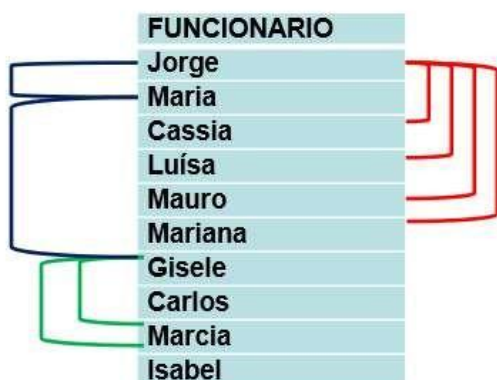 FUNCIONARIO
Jorge
Maria
Cassia
Luísa
Mauro
Mariana
Gisele
Carlos
Marcia
Isabel